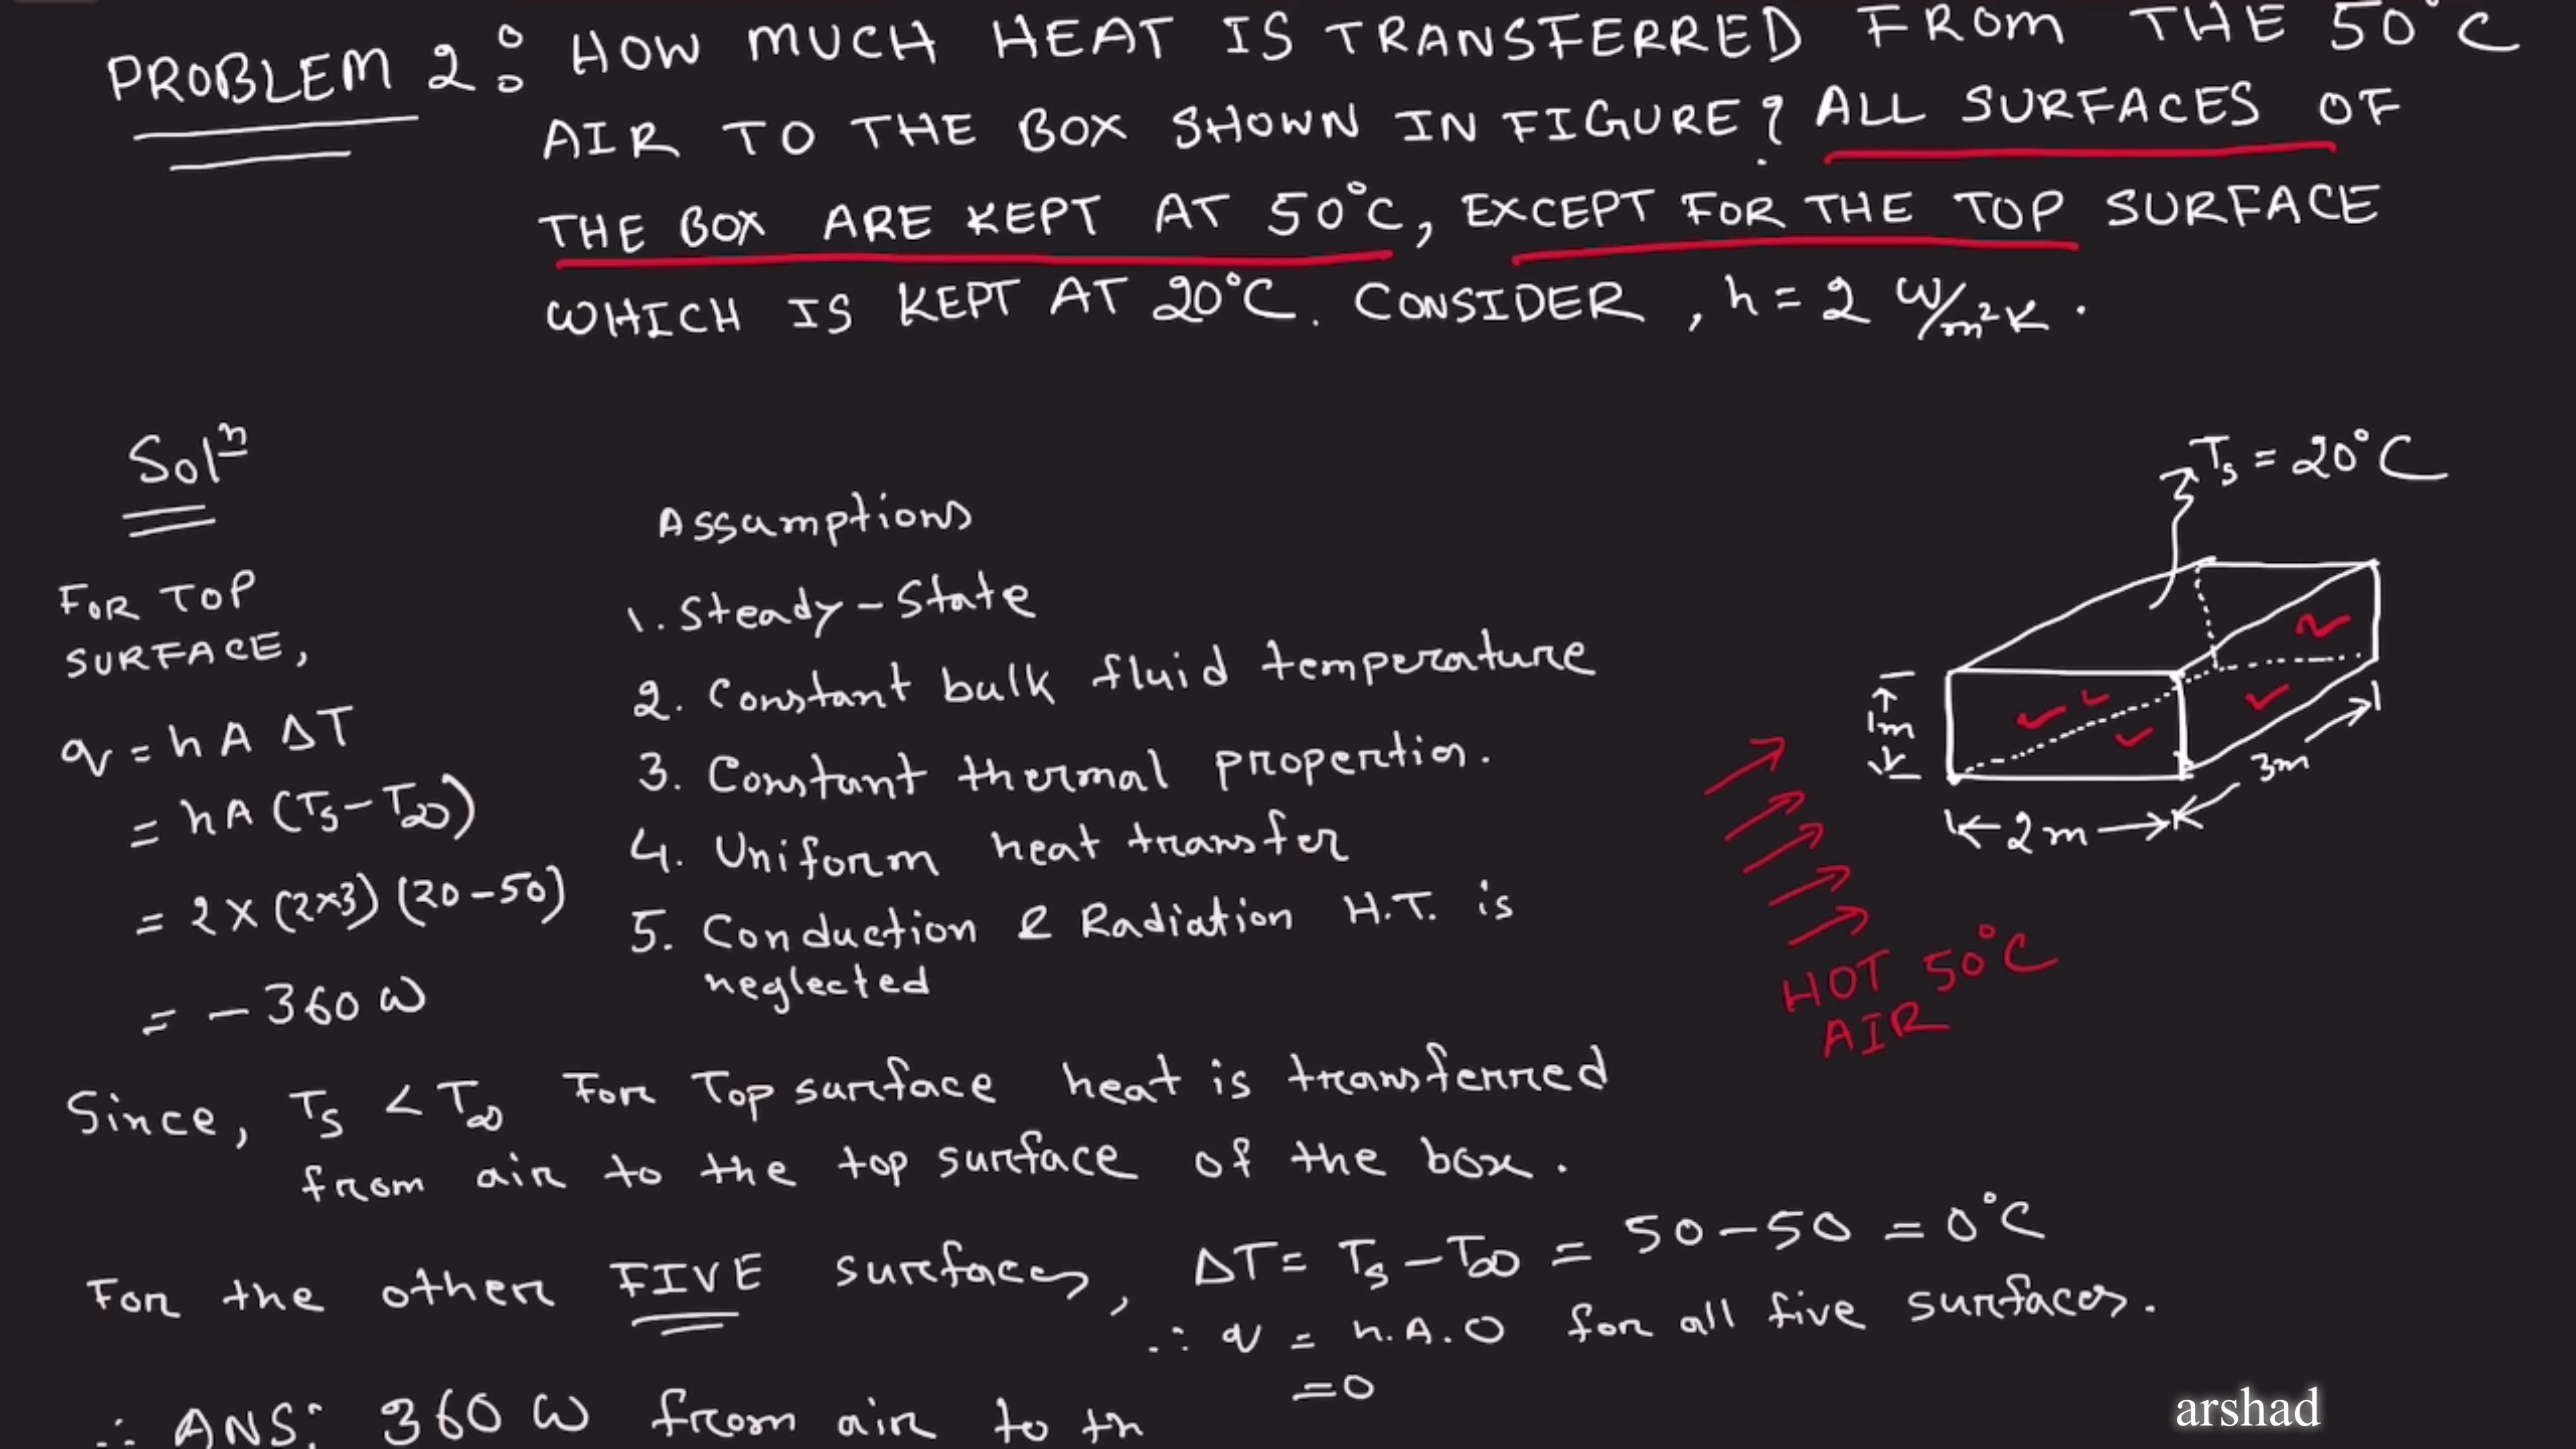 PROBLEM 2: HOW MUCH HEAT IS TRANSFERRED FROM THE 50°C
AIR TO THE BOX SHOWN IN FIGURE? ALL SURFACES OF
THE BOX ARE KEPT AT 50°C, EXCEPT FOR THE TOP SURFACE
WHICH IS KEPT AT 20°C. CONSIDER, h = 2 W/m²K.
Solⁿ
FOR TOP
SURFACE,
q = h A ΔT
= hA (Ts - T∞)
= 2 × (2×3) (20-50)
= - 360 W
Assumptions
1. Steady-State
2. Constant bulk fluid temperature
3. Constant thermal properties.
4. Uniform heat transfer
5. Conduction & Radiation H.T. is
neglected
Ts = 20°C
1m
2m
3m
HOT 50°C
AIR
Since, Ts < T∞ For Top surface heat is transferred
from air to the top surface of the box.
For the other FIVE surfaces, ΔT = Ts - T∞ = 50 - 50 = 0°C
∴ q = h.A.0 for all five surfaces.
= 0
∴ ANS: 360 W from air to th
arshad